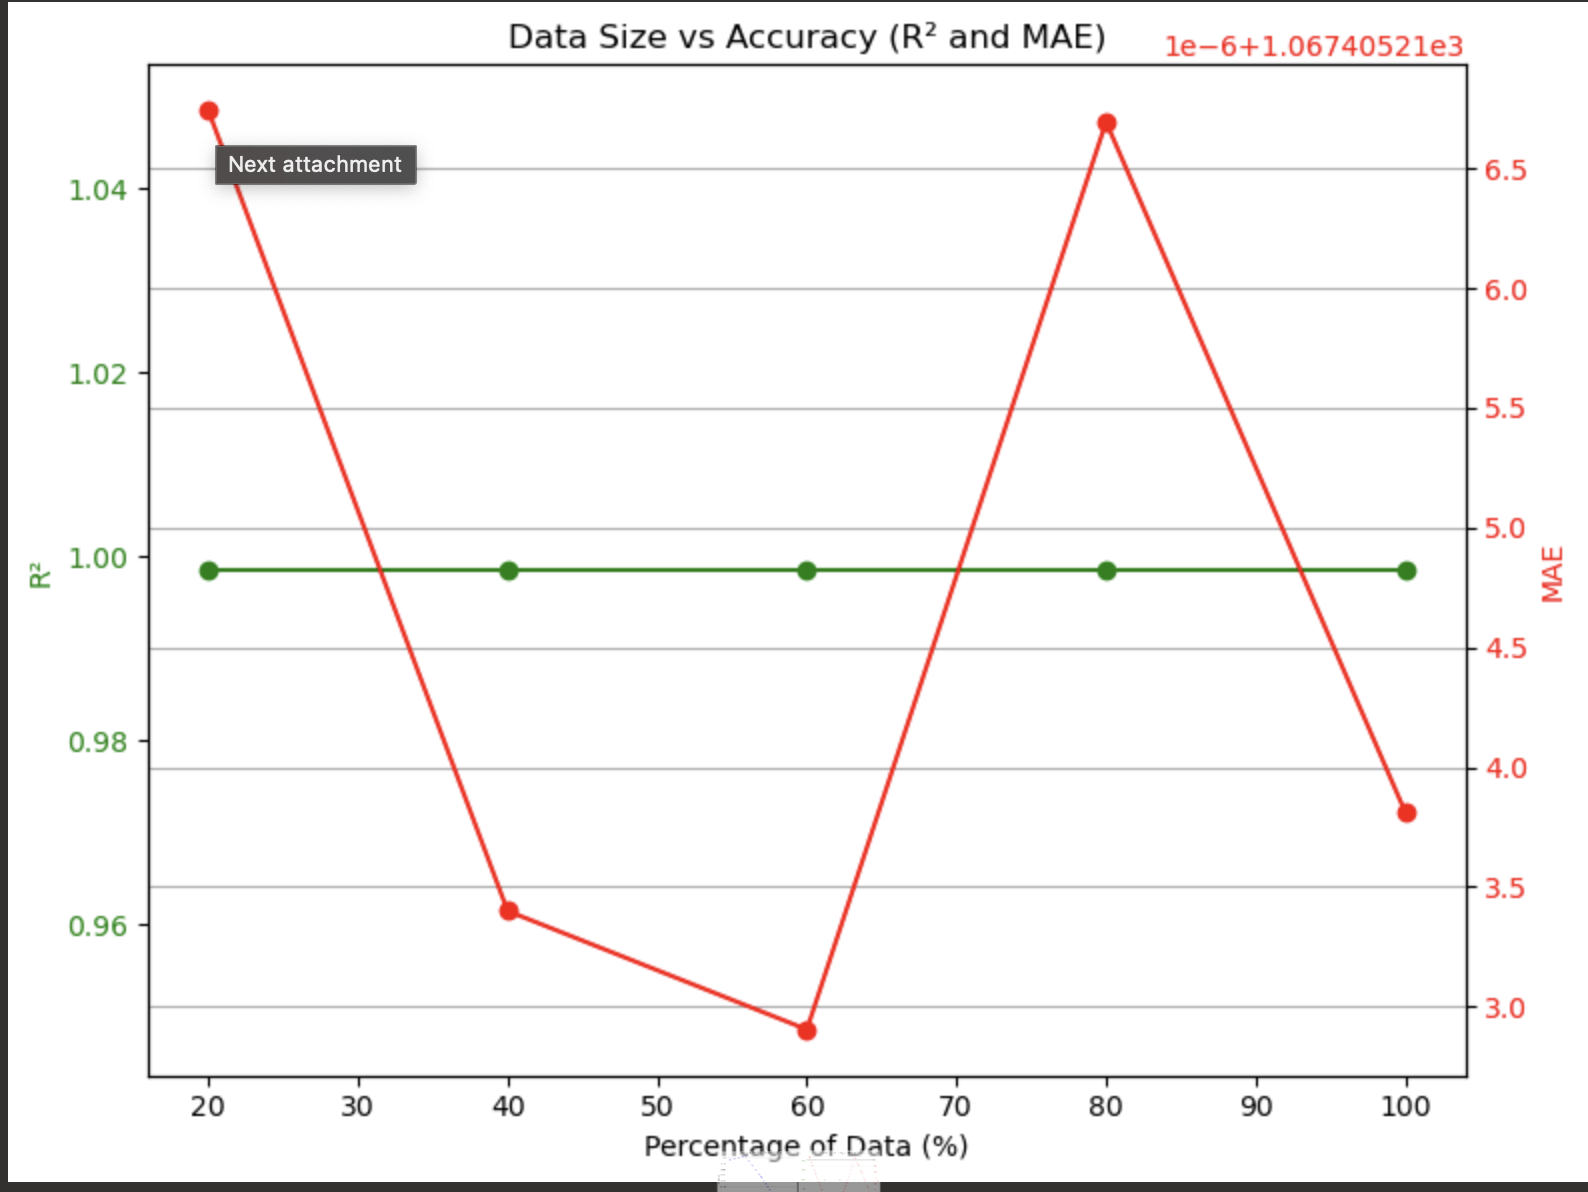 Data Size vs Accuracy (R² and MAE)
1e−6+1.06740521e3
Next attachment
1.04
1.02
1.00
0.98
0.96
R²
6.5
6.0
5.5
5.0
4.5
4.0
3.5
3.0
MAE
20 30 40 50 60 70 80 90 100
Percentage of Data (%)